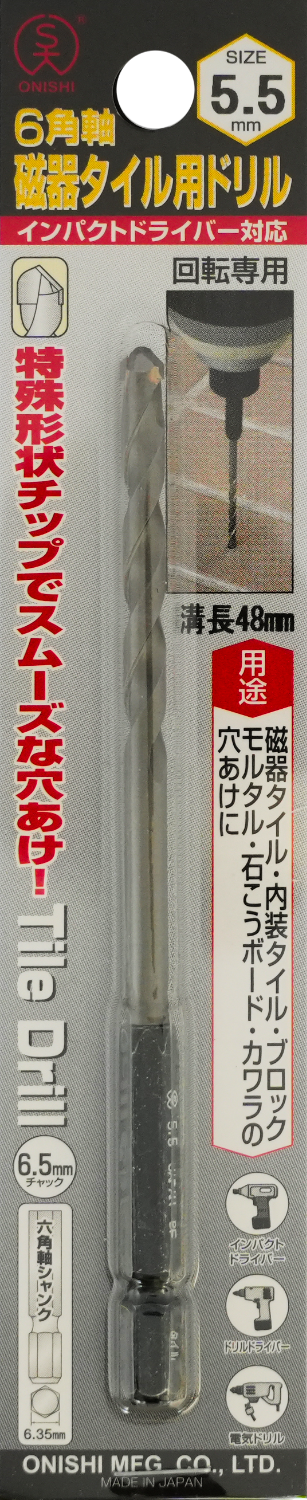 ONISHI
SIZE
5.5
mm
6角軸
磁器タイル用ドリル
インパクトドライバー対応
回転専用
特殊形状チップでスムーズな穴あけ!
溝長48mm
用途
磁器タイル・内装タイル・ブロック
モルタル・石こうボード・カワラの
穴あけに
Tile Drill
6.5mm
チャック
六角軸シャンク
6.35mm
5.5
インパクト
ドライバー
ドリルドライバー
電気ドリル
ONISHI MFG. CO., LTD.
MADE IN JAPAN